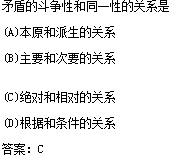 矛盾的斗争性和同一性的关系是
(A)本原和派生的关系
(B)主要和次要的关系
(C)绝对和相对的关系
(D)根据和条件的关系
答案：C